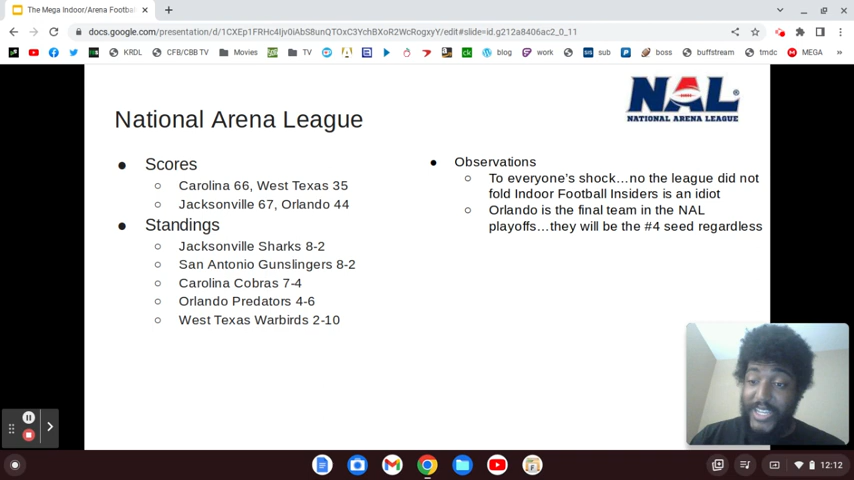 The Mega Indoor/Arena Footba
docs.google.com/presentation/d/1CXEp1FRHc4Ijv0iAbS8unQTOxC3YchBXoR2WcRogxyY/edit#slide=id.g212a8406ac2_0_11
KRDL
CFB/CBB TV
Movies
TV
blog
work
sub
boss
buffstream
tmdc
MEGA
National Arena League
NAL
NATIONAL ARENA LEAGUE
Scores
Carolina 66, West Texas 35
Jacksonville 67, Orlando 44
Standings
Jacksonville Sharks 8-2
San Antonio Gunslingers 8-2
Carolina Cobras 7-4
Orlando Predators 4-6
West Texas Warbirds 2-10
Observations
To everyone's shock…no the league did not
fold Indoor Football Insiders is an idiot
Orlando is the final team in the NAL
playoffs…they will be the #4 seed regardless
12:12